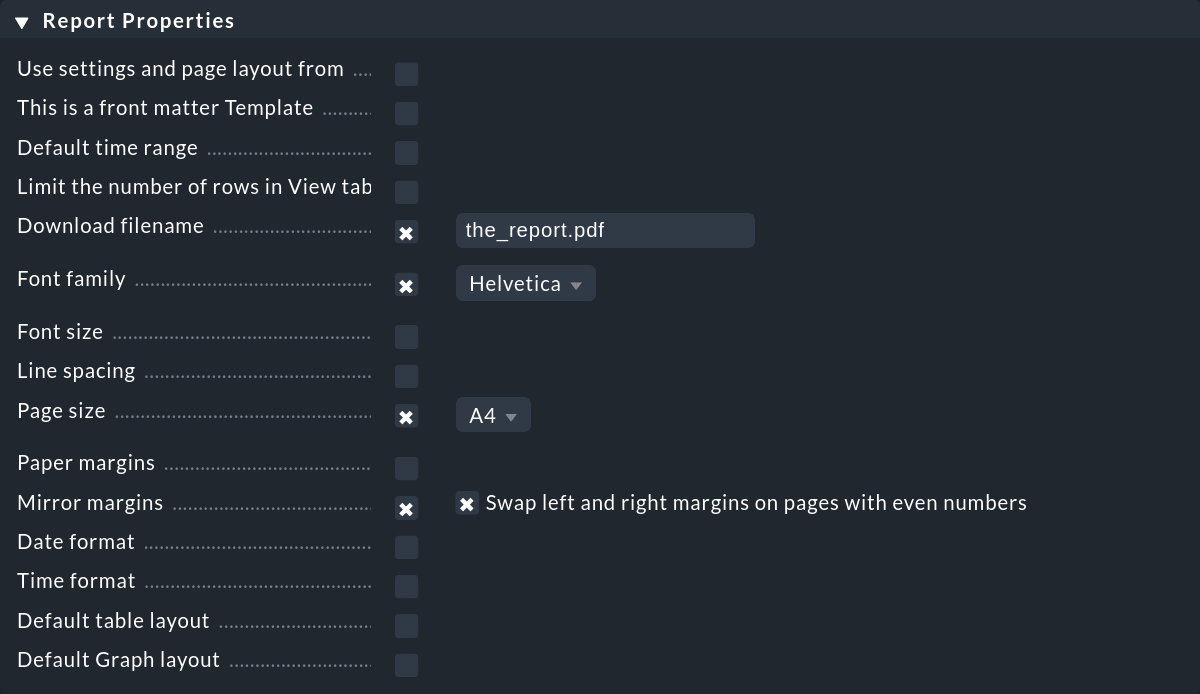 Report Properties
Use settings and page layout from
This is a front matter Template
Default time range
Limit the number of rows in View tab
Download filename the_report.pdf
Font family Helvetica
Font size
Line spacing
Page size A4
Paper margins
Mirror margins Swap left and right margins on pages with even numbers
Date format
Time format
Default table layout
Default Graph layout